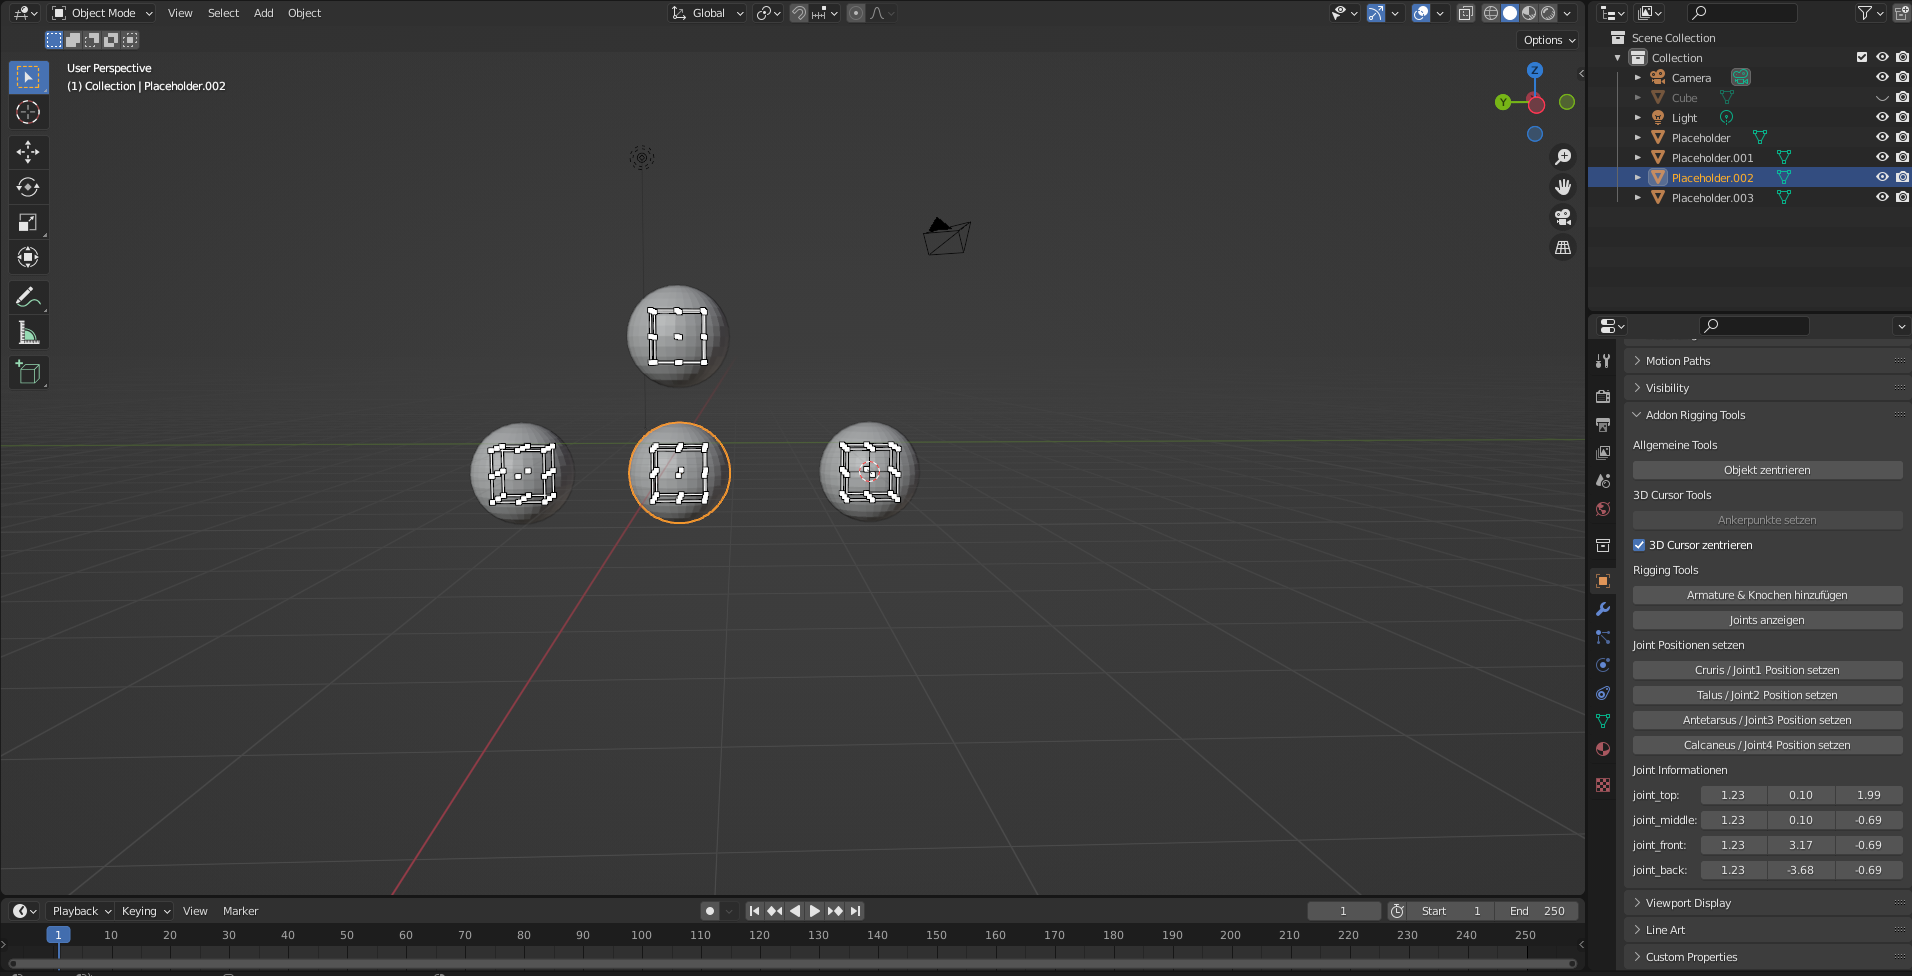 Object Mode View Select Add Object Global
Options
User Perspective
(1) Collection | Placeholder.002
Z
Y
Scene Collection
Collection
Camera
Cube
Light
Placeholder
Placeholder.001
Placeholder.002
Placeholder.003
Motion Paths
Visibility
Addon Rigging Tools
Allgemeine Tools
Objekt zentrieren
3D Cursor Tools
Ankerpunkte setzen
3D Cursor zentrieren
Rigging Tools
Armature & Knochen hinzufügen
Joints anzeigen
Joint Positionen setzen
Cruris / Joint1 Position setzen
Talus / Joint2 Position setzen
Antetarsus / Joint3 Position setzen
Calcaneus / Joint4 Position setzen
Joint Informationen
joint_top: 1.23 0.10 1.99
joint_middle: 1.23 0.10 -0.69
joint_front: 1.23 3.17 -0.69
joint_back: 1.23 -3.68 -0.69
Viewport Display
Line Art
Custom Properties
Playback Keying View Marker 1 Start 1 End 250
1 10 20 30 40 50 60 70 80 90 100 110 120 130 140 150 160 170 180 190 200 210 220 230 240 250